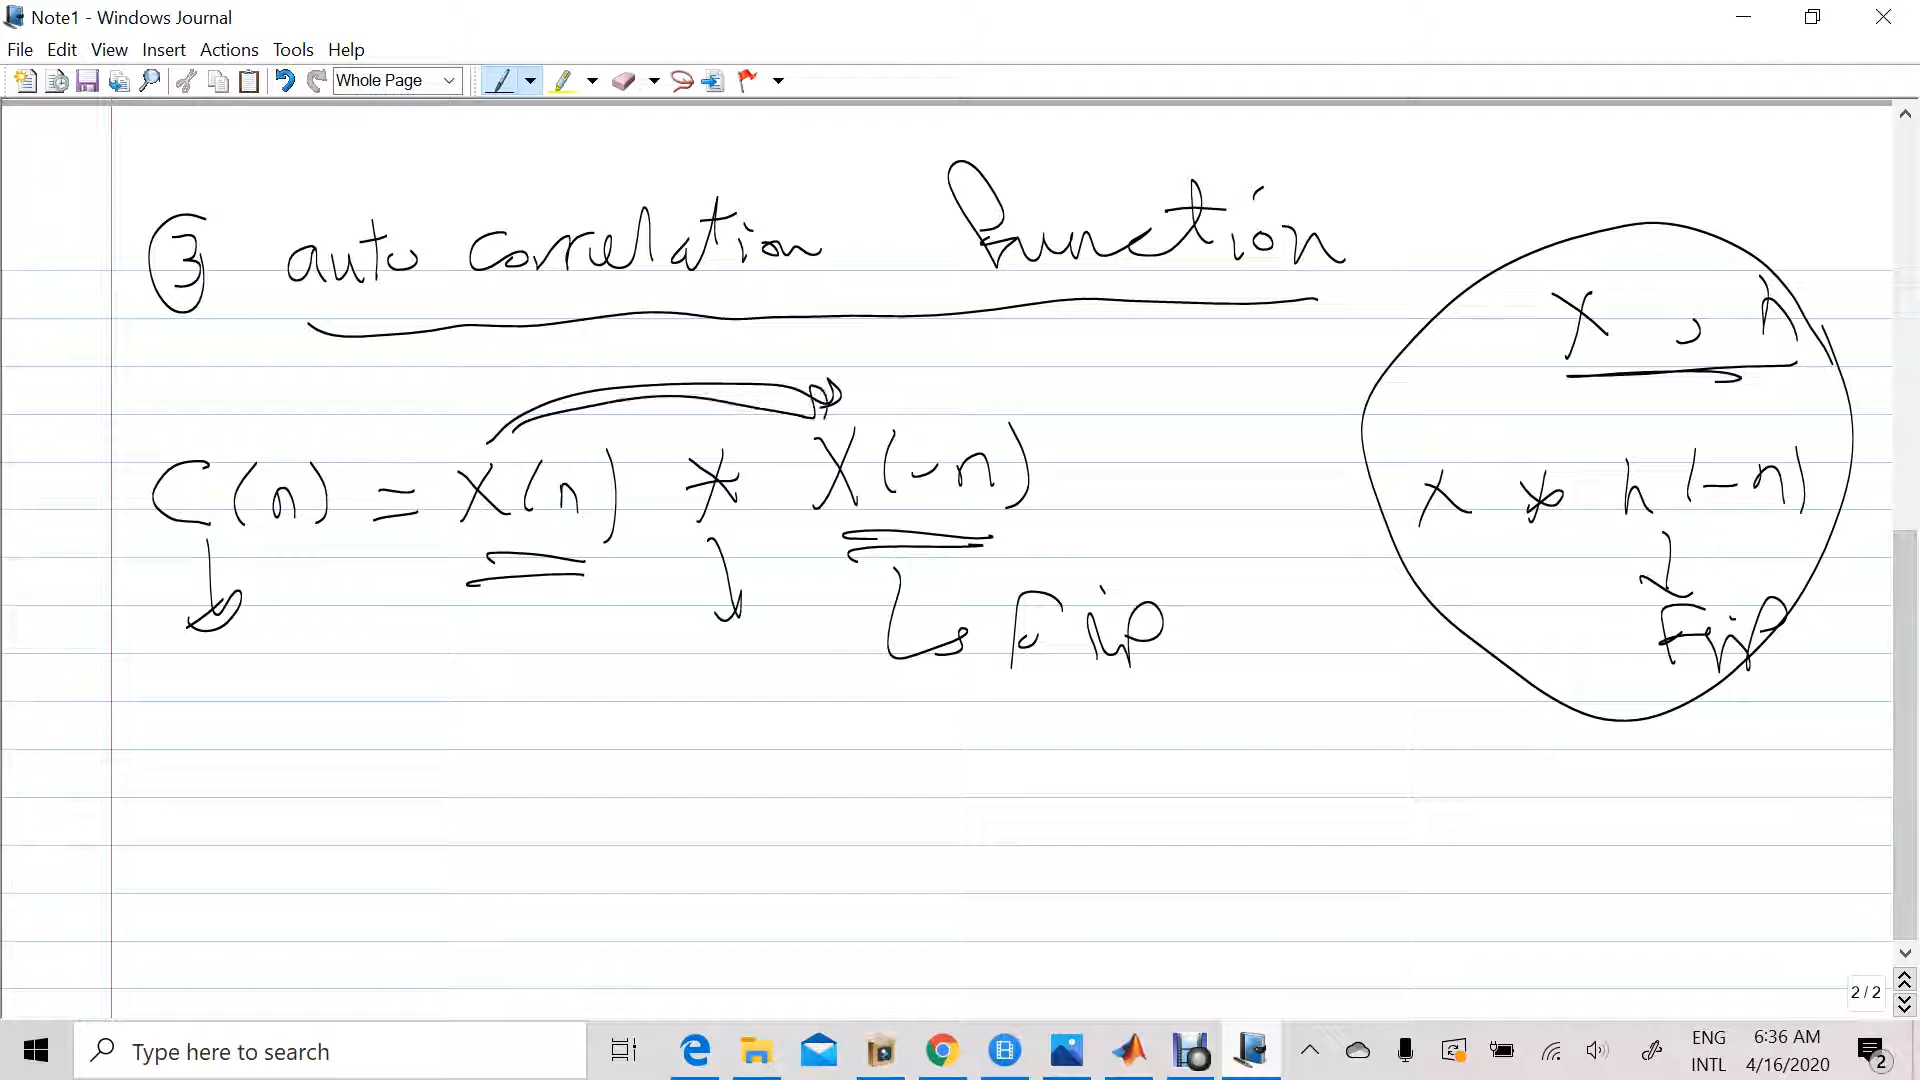 Note1 - Windows Journal
File Edit View Insert Actions Tools Help
Whole Page
3 auto correlation Function
x , h
C(n) = x(n) * x(-n)
x * h(-n)
Flip
Flip
2 / 2
Type here to search
ENG
INTL
6:36 AM
4/16/2020
2